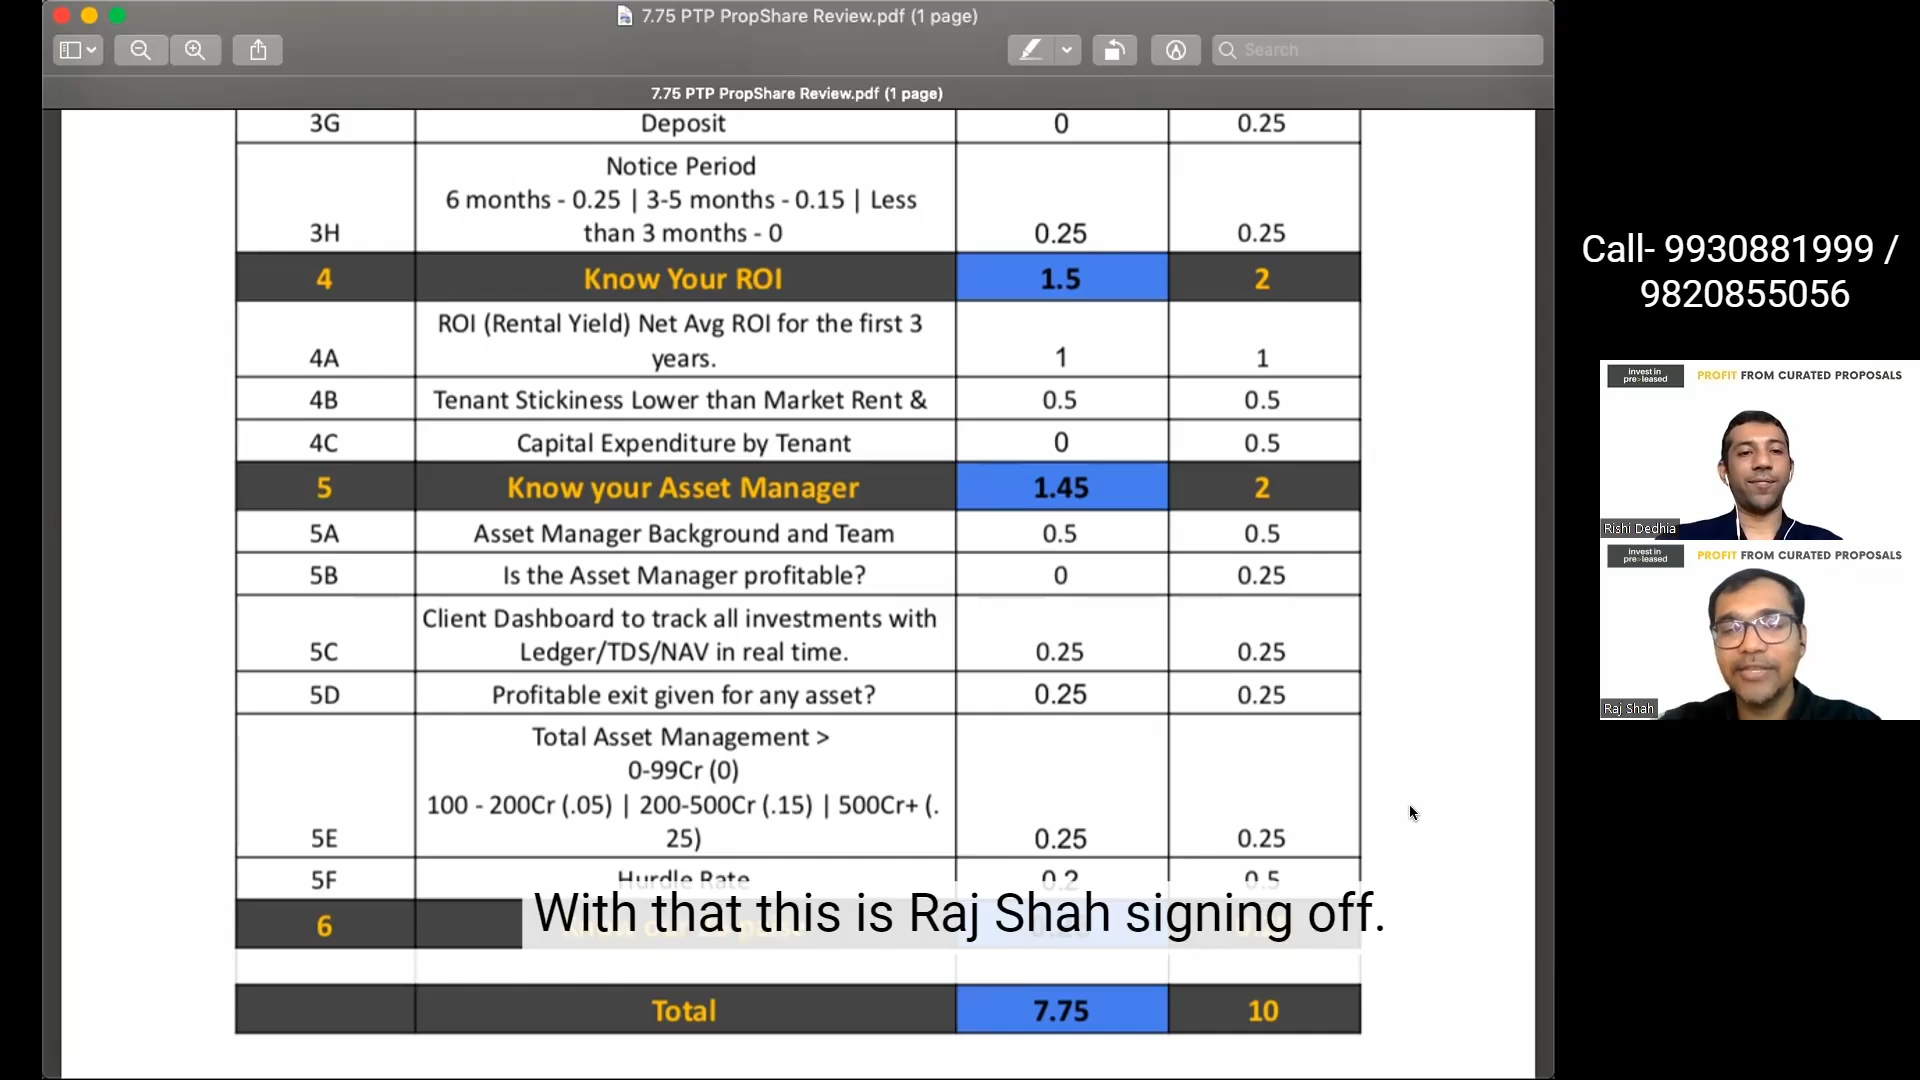 7.75 PTP PropShare Review.pdf (1 page)
Search
7.75 PTP PropShare Review.pdf (1 page)
3G Deposit 0 0.25
Notice Period
6 months - 0.25 | 3-5 months - 0.15 | Less
3H than 3 months - 0 0.25 0.25
4 Know Your ROI 1.5 2
ROI (Rental Yield) Net Avg ROI for the first 3
4A years. 1 1
4B Tenant Stickiness Lower than Market Rent & 0.5 0.5
4C Capital Expenditure by Tenant 0 0.5
5 Know your Asset Manager 1.45 2
5A Asset Manager Background and Team 0.5 0.5
5B Is the Asset Manager profitable? 0 0.25
Client Dashboard to track all investments with
5C Ledger/TDS/NAV in real time. 0.25 0.25
5D Profitable exit given for any asset? 0.25 0.25
Total Asset Management >
0-99Cr (0)
100 - 200Cr (.05) | 200-500Cr (.15) | 500Cr+ (.
5E 25) 0.25 0.25
5F Hurdle Rate 0.2 0.5
6
With that this is Raj Shah signing off.
Total 7.75 10
Call- 9930881999 /
9820855056
invest in
pre-leased
PROFIT FROM CURATED PROPOSALS
Rishi Dedhia
invest in
pre-leased
PROFIT FROM CURATED PROPOSALS
Raj Shah